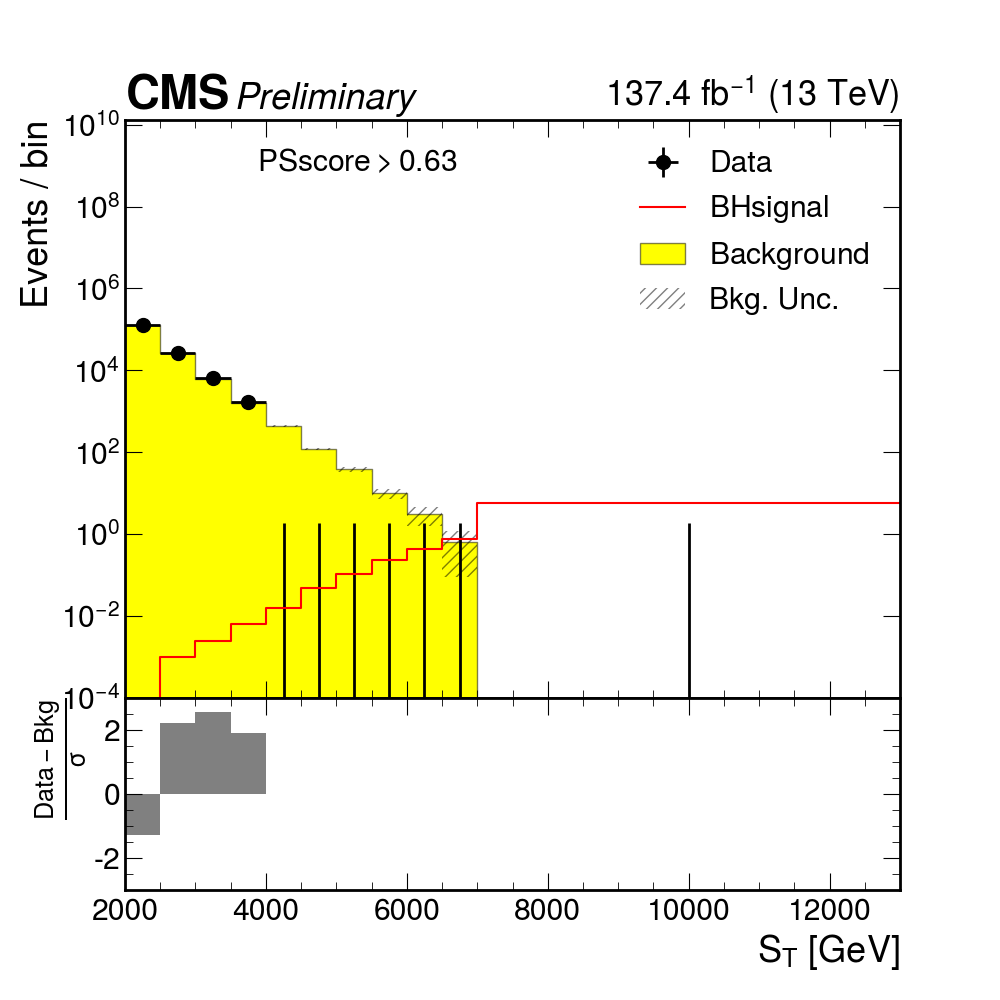 CMS Preliminary 137.4 fb⁻¹ (13 TeV)
Events / bin
10¹⁰
10⁸
10⁶
10⁴
10²
10⁰
10⁻²
10⁻⁴
PSscore > 0.63
Data
BHsignal
Background
Bkg. Unc.
Data – Bkg
σ
2
0
-2
2000 4000 6000 8000 10000 12000
S_T [GeV]